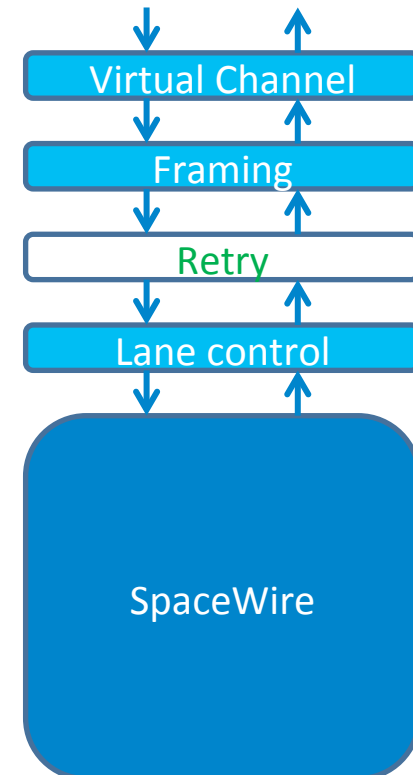 Virtual Channel
Framing
Retry
Lane control
SpaceWire